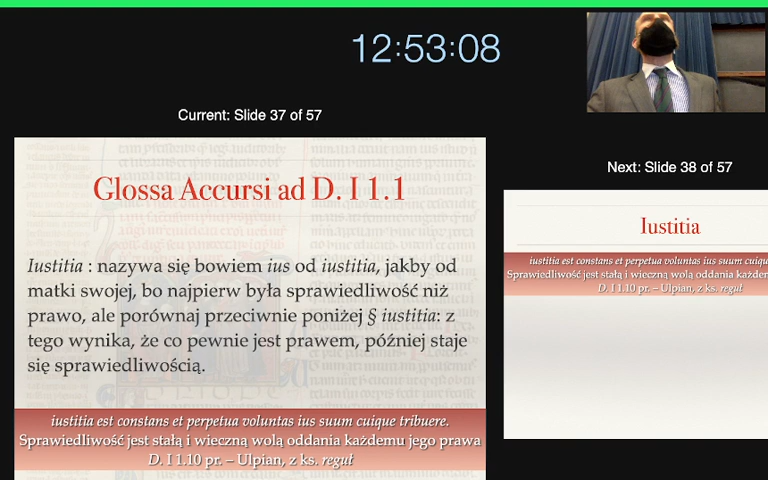 12:53:08
Current: Slide 37 of 57
Glossa Accursi ad D. I 1.1
Iustitia : nazywa się bowiem ius od iustitia, jakby od
matki swojej, bo najpierw była sprawiedliwość niż
prawo, ale porównaj przeciwnie poniżej § iustitia: z
tego wynika, że co pewnie jest prawem, później staje
się sprawiedliwością.
iustitia est constans et perpetua voluntas ius suum cuique tribuere.
Sprawiedliwość jest stałą i wieczną wolą oddania każdemu jego prawa
D. I 1.10 pr. – Ulpian, z ks. reguł
Next: Slide 38 of 57
Iustitia
iustitia est constans et perpetua voluntas ius suum
Sprawiedliwość jest stałą i wieczną wolą oddania
D. I 1.10 pr. – Ulpian, z ks. reguł